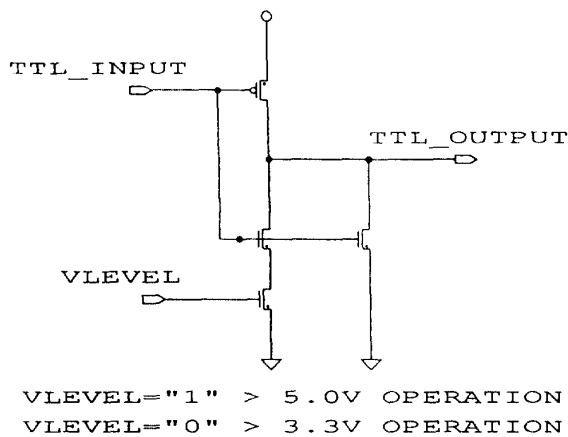 TTL_INPUT
TTL_OUTPUT
VLEVEL
VLEVEL="1" > 5.0V OPERATION
VLEVEL="0" > 3.3V OPERATION